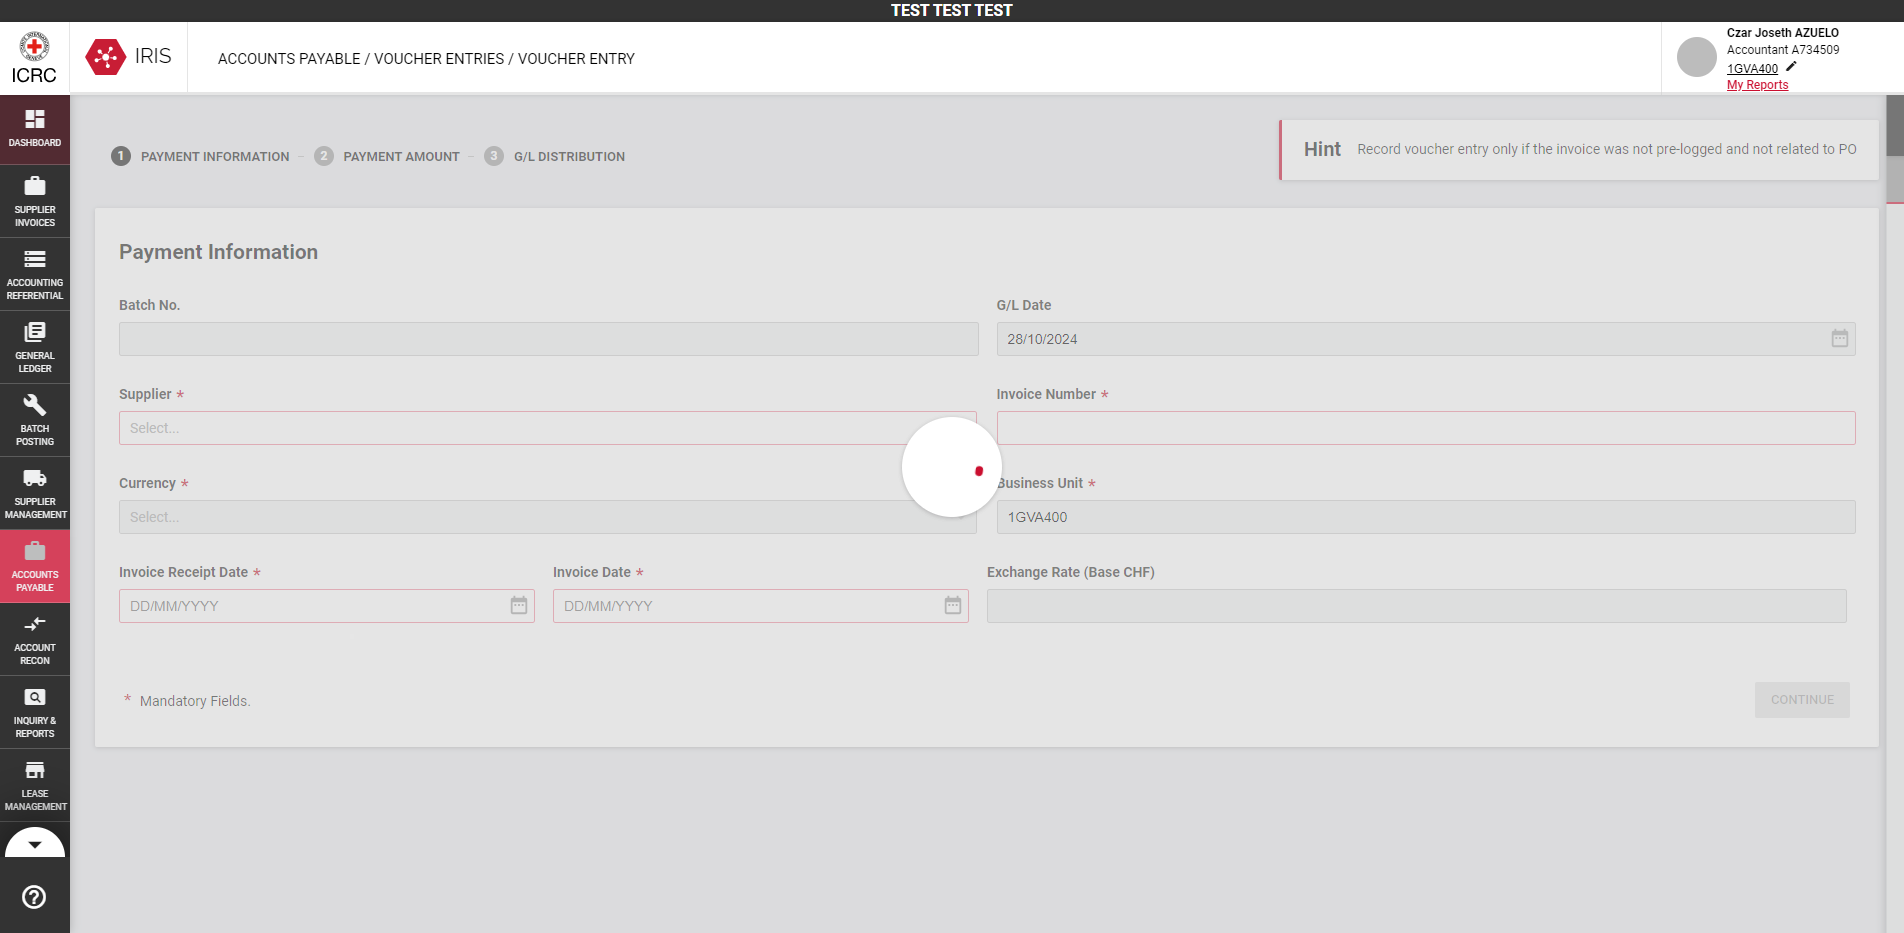 TEST TEST TEST
ICRC
IRIS
ACCOUNTS PAYABLE / VOUCHER ENTRIES / VOUCHER ENTRY
Czar Joseth AZUELO
Accountant A734509
1GVA400
My Reports
DASHBOARD
SUPPLIER
INVOICES
ACCOUNTING
REFERENTIAL
GENERAL
LEDGER
BATCH
POSTING
SUPPLIER
MANAGEMENT
ACCOUNTS
PAYABLE
ACCOUNT
RECON
INQUIRY &
REPORTS
LEASE
MANAGEMENT
1 PAYMENT INFORMATION – 2 PAYMENT AMOUNT – 3 G/L DISTRIBUTION
Hint Record voucher entry only if the invoice was not pre-logged and not related to PO
Payment Information
Batch No.
G/L Date
28/10/2024
Supplier *
Invoice Number *
Select...
Currency *
Business Unit *
Select...
1GVA400
Invoice Receipt Date *
Invoice Date *
Exchange Rate (Base CHF)
DD/MM/YYYY
DD/MM/YYYY
* Mandatory Fields.
CONTINUE